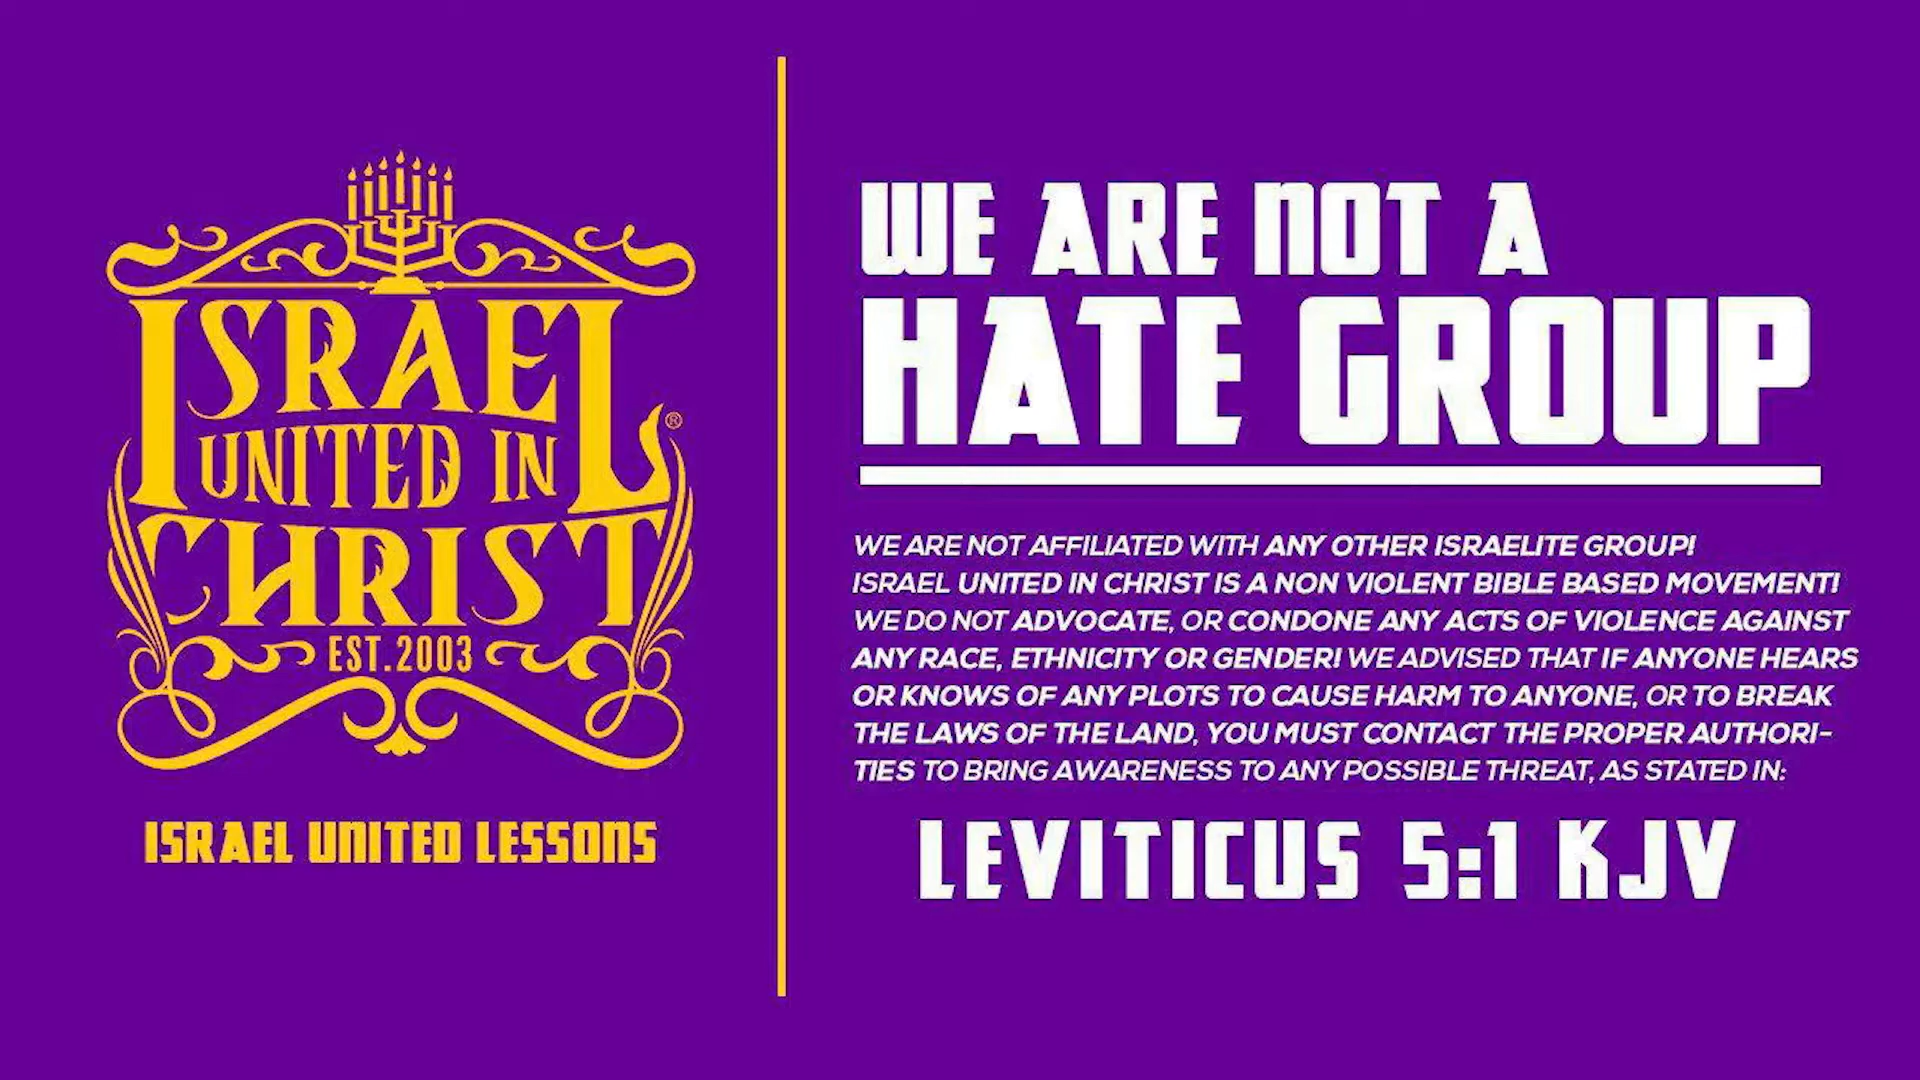 ISRAEL
UNITED IN
CHRIST
®
EST.2003
ISRAEL UNITED LESSONS
WE ARE NOT A
HATE GROUP
WE ARE NOT AFFILIATED WITH ANY OTHER ISRAELITE GROUP!
ISRAEL UNITED IN CHRIST IS A NON VIOLENT BIBLE BASED MOVEMENT!
WE DO NOT ADVOCATE, OR CONDONE ANY ACTS OF VIOLENCE AGAINST
ANY RACE, ETHNICITY OR GENDER! WE ADVISED THAT IF ANYONE HEARS
OR KNOWS OF ANY PLOTS TO CAUSE HARM TO ANYONE, OR TO BREAK
THE LAWS OF THE LAND, YOU MUST CONTACT THE PROPER AUTHORI-
TIES TO BRING AWARENESS TO ANY POSSIBLE THREAT, AS STATED IN:
LEVITICUS 5:1 KJV